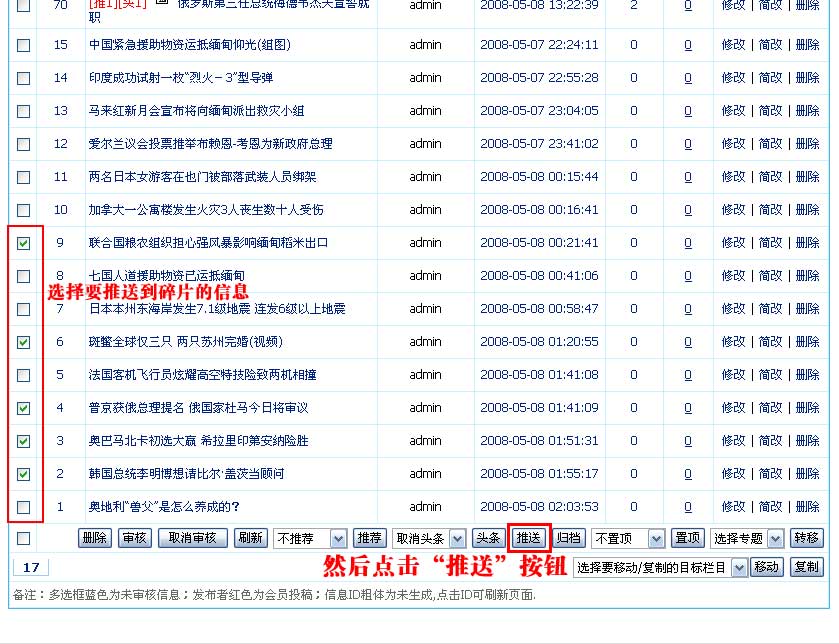 70 [推1][头1] 俄罗斯第三任总统梅德韦杰夫宣誓就 admin 2008-05-08 13:22:39 2 0 修改 | 简改 | 删除
职
15 中国紧急援助物资运抵缅甸仰光(组图) admin 2008-05-07 22:24:11 0 0 修改 | 简改 | 删除
14 印度成功试射一枚“烈火－3”型导弹 admin 2008-05-07 22:55:28 0 0 修改 | 简改 | 删除
13 马来红新月会宣布将向缅甸派出救灾小组 admin 2008-05-07 23:04:05 0 0 修改 | 简改 | 删除
12 爱尔兰议会投票推举布赖恩-考恩为新政府总理 admin 2008-05-07 23:41:02 0 0 修改 | 简改 | 删除
11 两名日本女游客在也门被部落武装人员绑架 admin 2008-05-08 00:15:44 0 0 修改 | 简改 | 删除
10 加拿大一公寓楼发生火灾3人丧生数十人受伤 admin 2008-05-08 00:16:41 0 0 修改 | 简改 | 删除
9 联合国粮农组织担心强风暴影响缅甸稻米出口 admin 2008-05-08 00:21:41 0 0 修改 | 简改 | 删除
8 七国人道援助物资已运抵缅甸 admin 2008-05-08 00:41:06 0 0 修改 | 简改 | 删除
选择要推送到碎片的信息
7 日本本州东海岸发生7.1级地震 连发6级以上地震 admin 2008-05-08 00:58:47 0 0 修改 | 简改 | 删除
6 斑鳖全球仅三只 两只苏州完婚(视频) admin 2008-05-08 01:20:55 0 0 修改 | 简改 | 删除
5 法国客机飞行员炫耀高空特技险致两机相撞 admin 2008-05-08 01:41:08 0 0 修改 | 简改 | 删除
4 普京获俄总理提名 俄国家杜马今日将审议 admin 2008-05-08 01:41:09 0 0 修改 | 简改 | 删除
3 奥巴马北卡初选大赢 希拉里印第安纳险胜 admin 2008-05-08 01:51:31 0 0 修改 | 简改 | 删除
2 韩国总统李明博想请比尔·盖茨当顾问 admin 2008-05-08 01:55:17 0 0 修改 | 简改 | 删除
1 奥地利“兽父”是怎么养成的? admin 2008-05-08 02:03:53 0 0 修改 | 简改 | 删除
删除 审核 取消审核 刷新 不推荐 推荐 取消头条 头条 推送 归档 不置顶 置顶 选择专题 转移
17 然后点击“推送”按钮 选择要移动/复制的目标栏目 移动 复制
备注：多选框蓝色为未审核信息；发布者红色为会员投稿；信息ID粗体为未生成,点击ID可刷新页面.